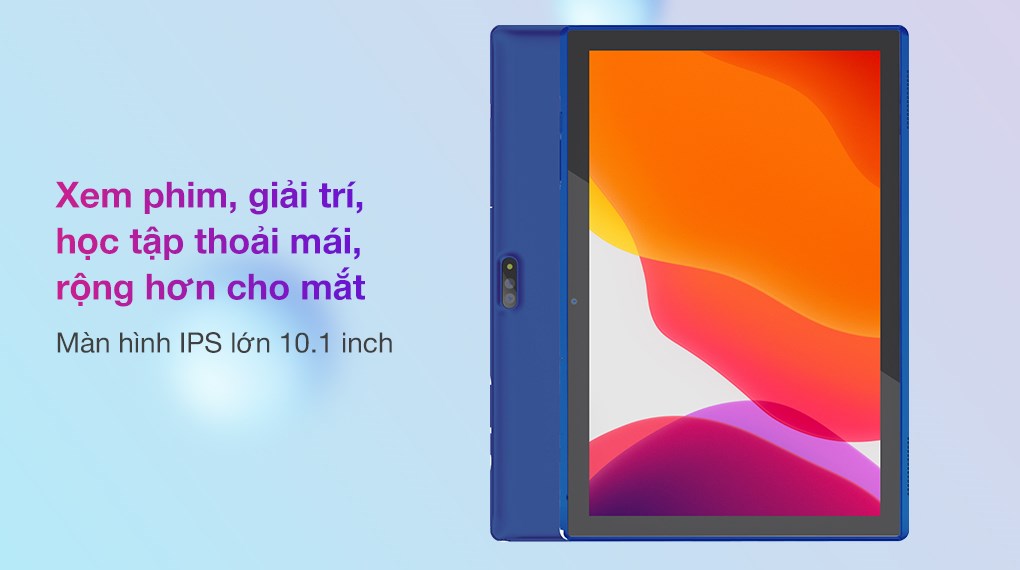 Xem phim, giải trí,
học tập thoải mái,
rộng hơn cho mắt
Màn hình IPS lớn 10.1 inch